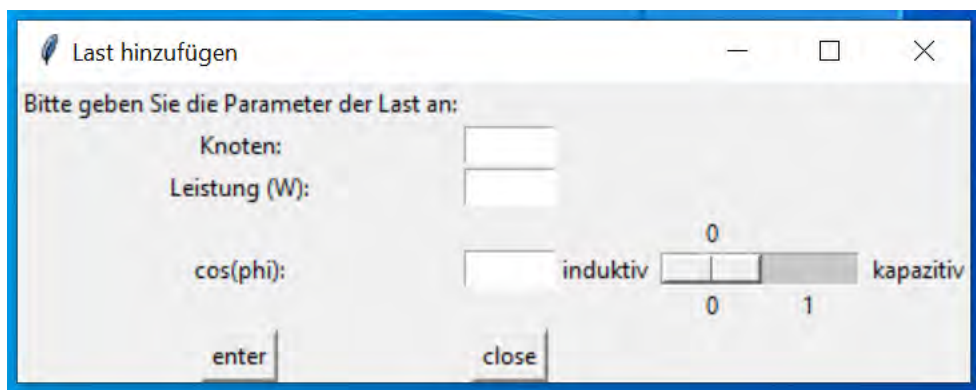 Last hinzufügen
Bitte geben Sie die Parameter der Last an:
Knoten:
Leistung (W):
0
cos(phi): induktiv kapazitiv
0 1
enter close